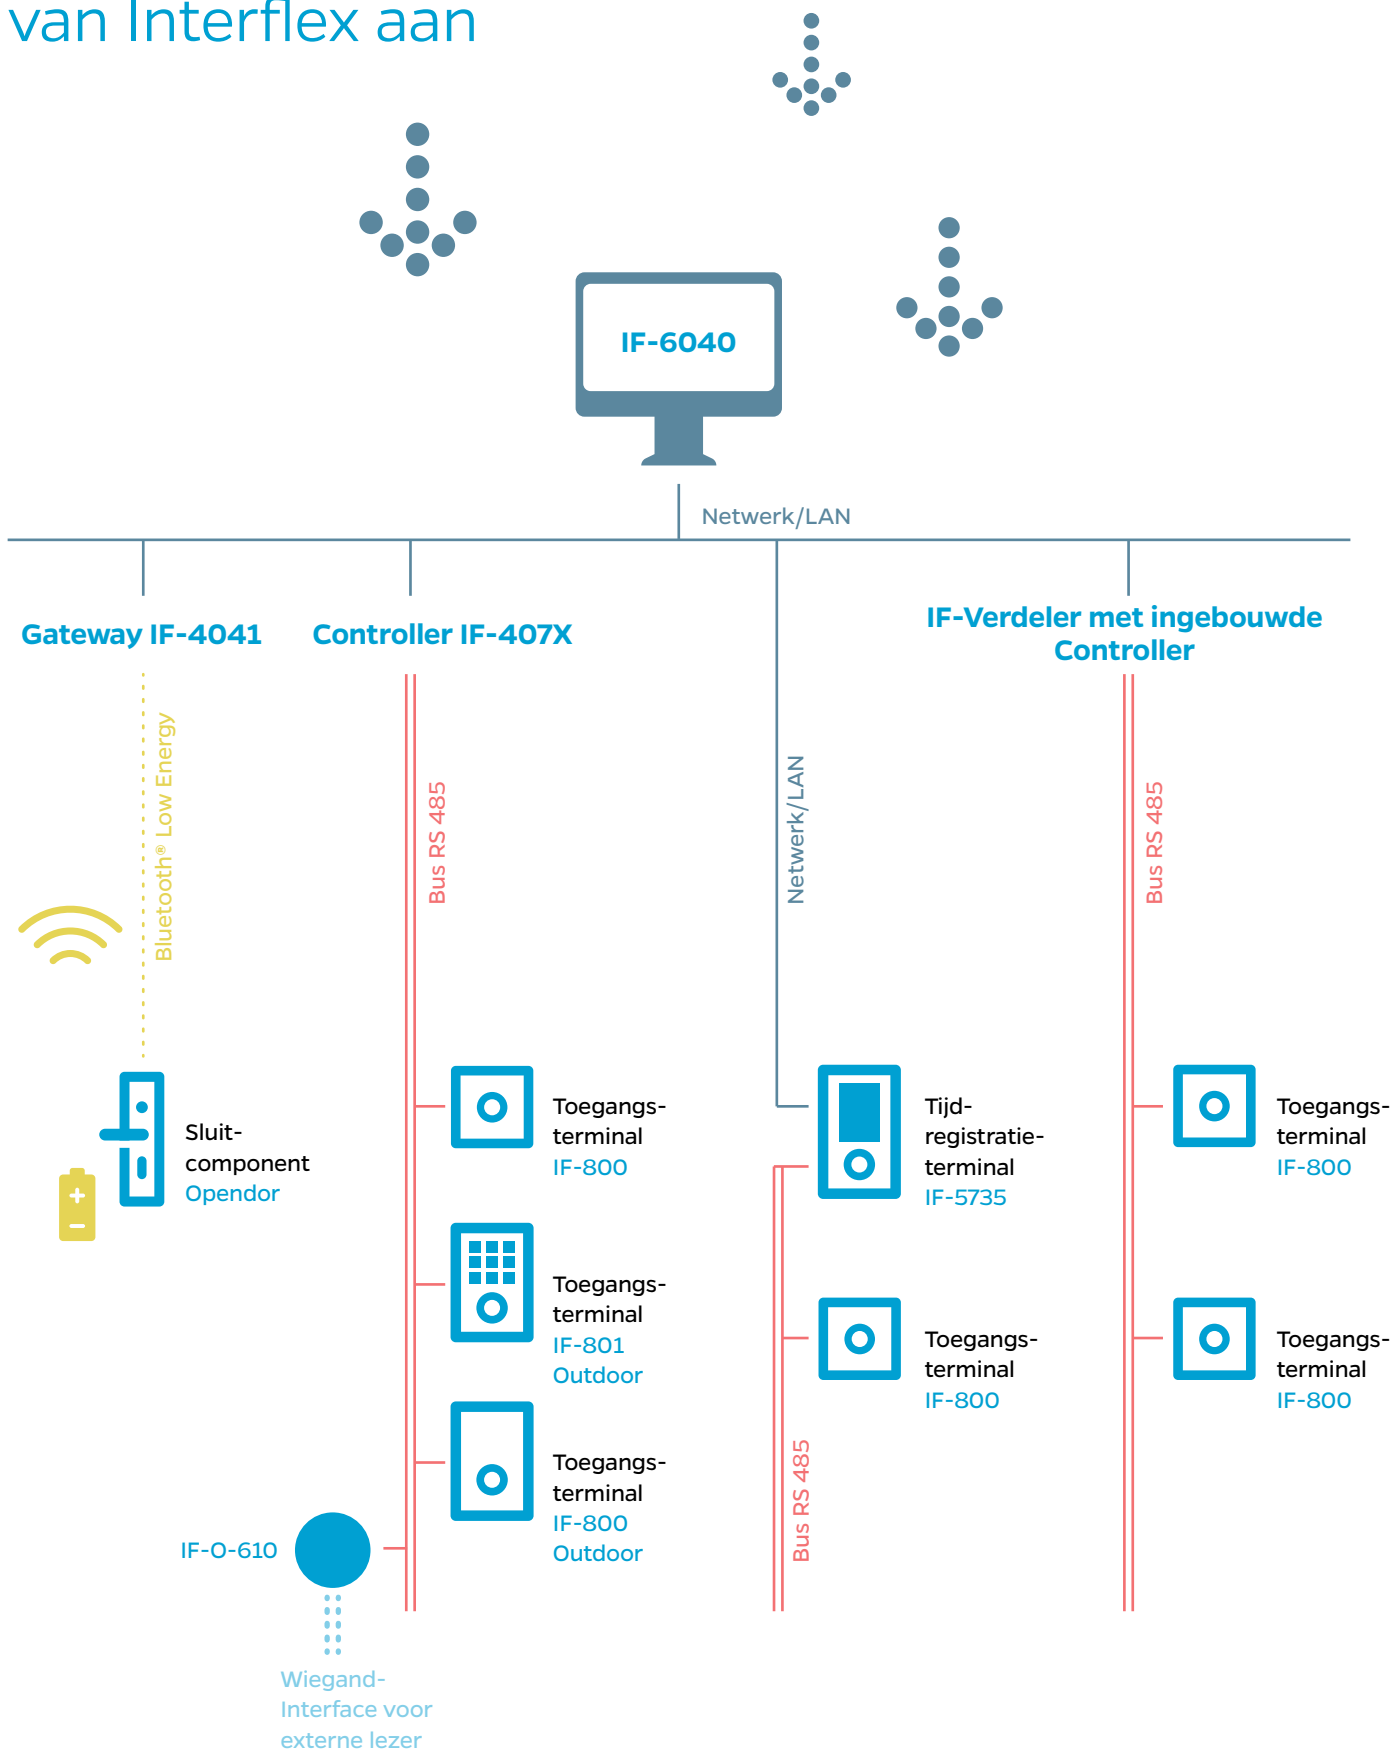 van Interflex aan
IF-6040
Netwerk/LAN
Gateway IF-4041
Controller IF-407X
IF-Verdeler met ingebouwde
Controller
Bluetooth® Low Energy
Bus RS 485
Netwerk/LAN
Bus RS 485
Sluit-
component
Opendor
Toegangs-
terminal
IF-800
Toegangs-
terminal
IF-801
Outdoor
Toegangs-
terminal
IF-800
Outdoor
IF-O-610
Wiegand-
Interface voor
externe lezer
Tijd-
registratie-
terminal
IF-5735
Toegangs-
terminal
IF-800
Bus RS 485
Toegangs-
terminal
IF-800
Toegangs-
terminal
IF-800